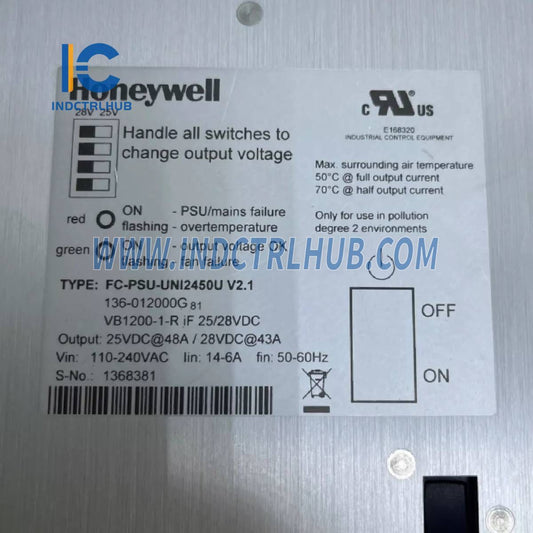 IC
INDCTRLHUB
Honeywell
28V 25V
Handle all switches to
change output voltage
red ON - PSU/mains failure
flashing - overtemperature
green ON - output voltage OK
flashing - fan failure
TYPE: FC-PSU-UNI2450U V2.1
136-012000G 81
VB1200-1-R iF 25/28VDC
Output: 25VDC@48A / 28VDC@43A
Vin: 110-240VAC Iin: 14-6A fin: 50-60Hz
S-No.: 1368381
c RU US
E168320
INDUSTRIAL CONTROL EQUIPMENT
Max. surrounding air temperature
50°C @ full output current
70°C @ half output current
Only for use in pollution
degree 2 environments
WWW.INDCTRLHUB.COM
OFF
ON